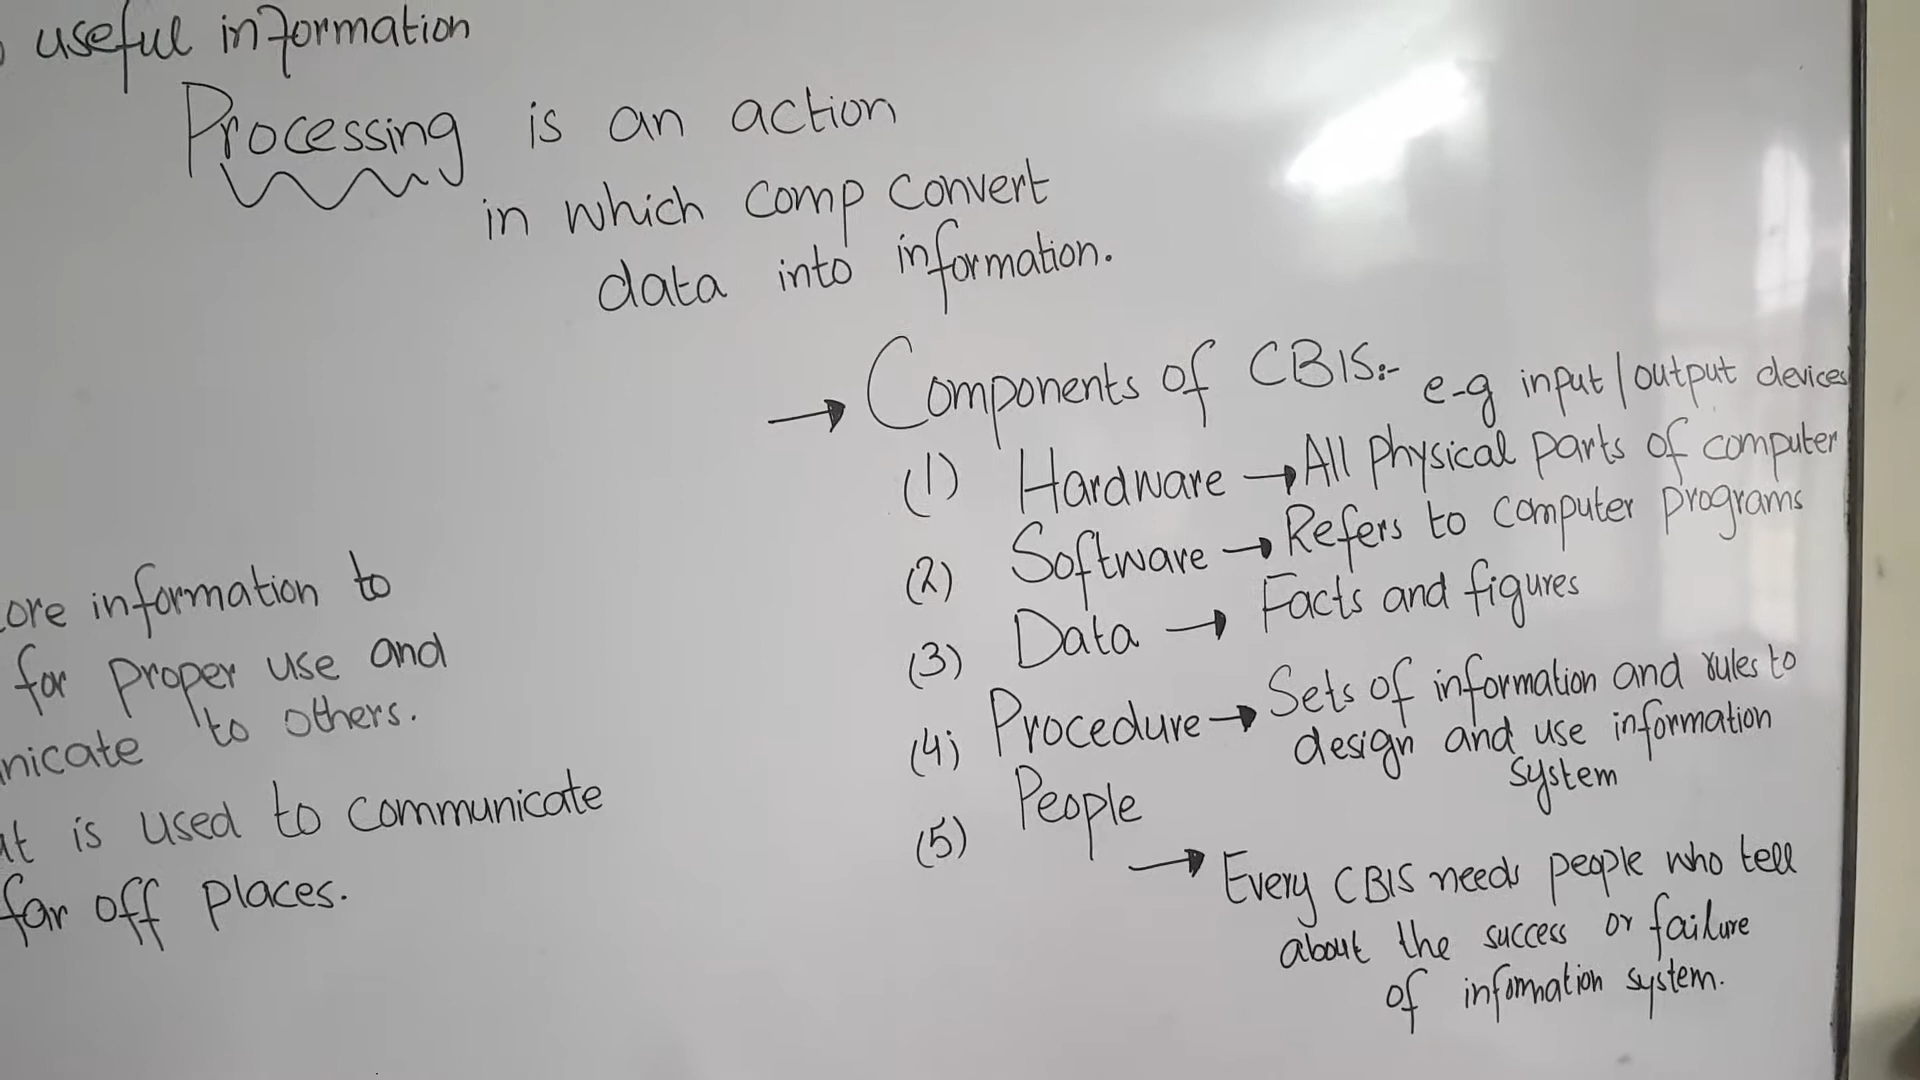 useful information
Processing is an action
in which comp convert
data into information.
→ Components of CBIS:- e-g input/output devices
(1) Hardware → All physical parts of computer
(2) Software → Refers to computer programs
(3) Data → Facts and figures
(4) Procedure → Sets of information and rules to
design and use information
system
(5) People
→ Every CBIS needs people who tell
about the success or failure
of information system.
ore information to
for proper use and
nicate to others.
at is used to communicate
far off places.